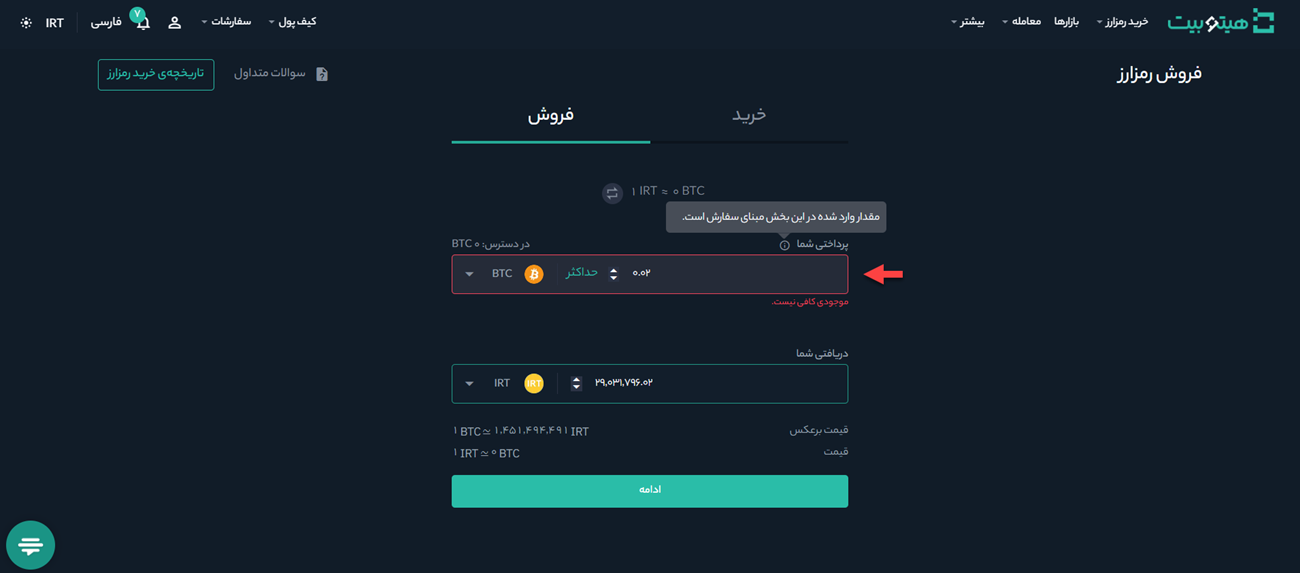 هیتوبیت
خرید رمزارز
بازارها
معامله
بیشتر
کیف پول
سفارشات
۷
فارسی
IRT
فروش رمزارز
سوالات متداول
تاریخچه‌ی خرید رمزارز
خرید
فروش
۱ IRT ≈ ۰ BTC
مقدار وارد شده در این بخش مبنای سفارش است.
پرداختی شما
در دسترس: ۰ BTC
۰.۰۲
حداکثر
BTC
موجودی کافی نیست.
دریافتی شما
۲۹,۰۳۱,۷۹۶.۰۲
IRT
IRT
قیمت برعکس
۱ BTC ≃ ۱,۴۵۱,۴۹۴,۴۹۱ IRT
قیمت
۱ IRT ≃ ۰ BTC
ادامه